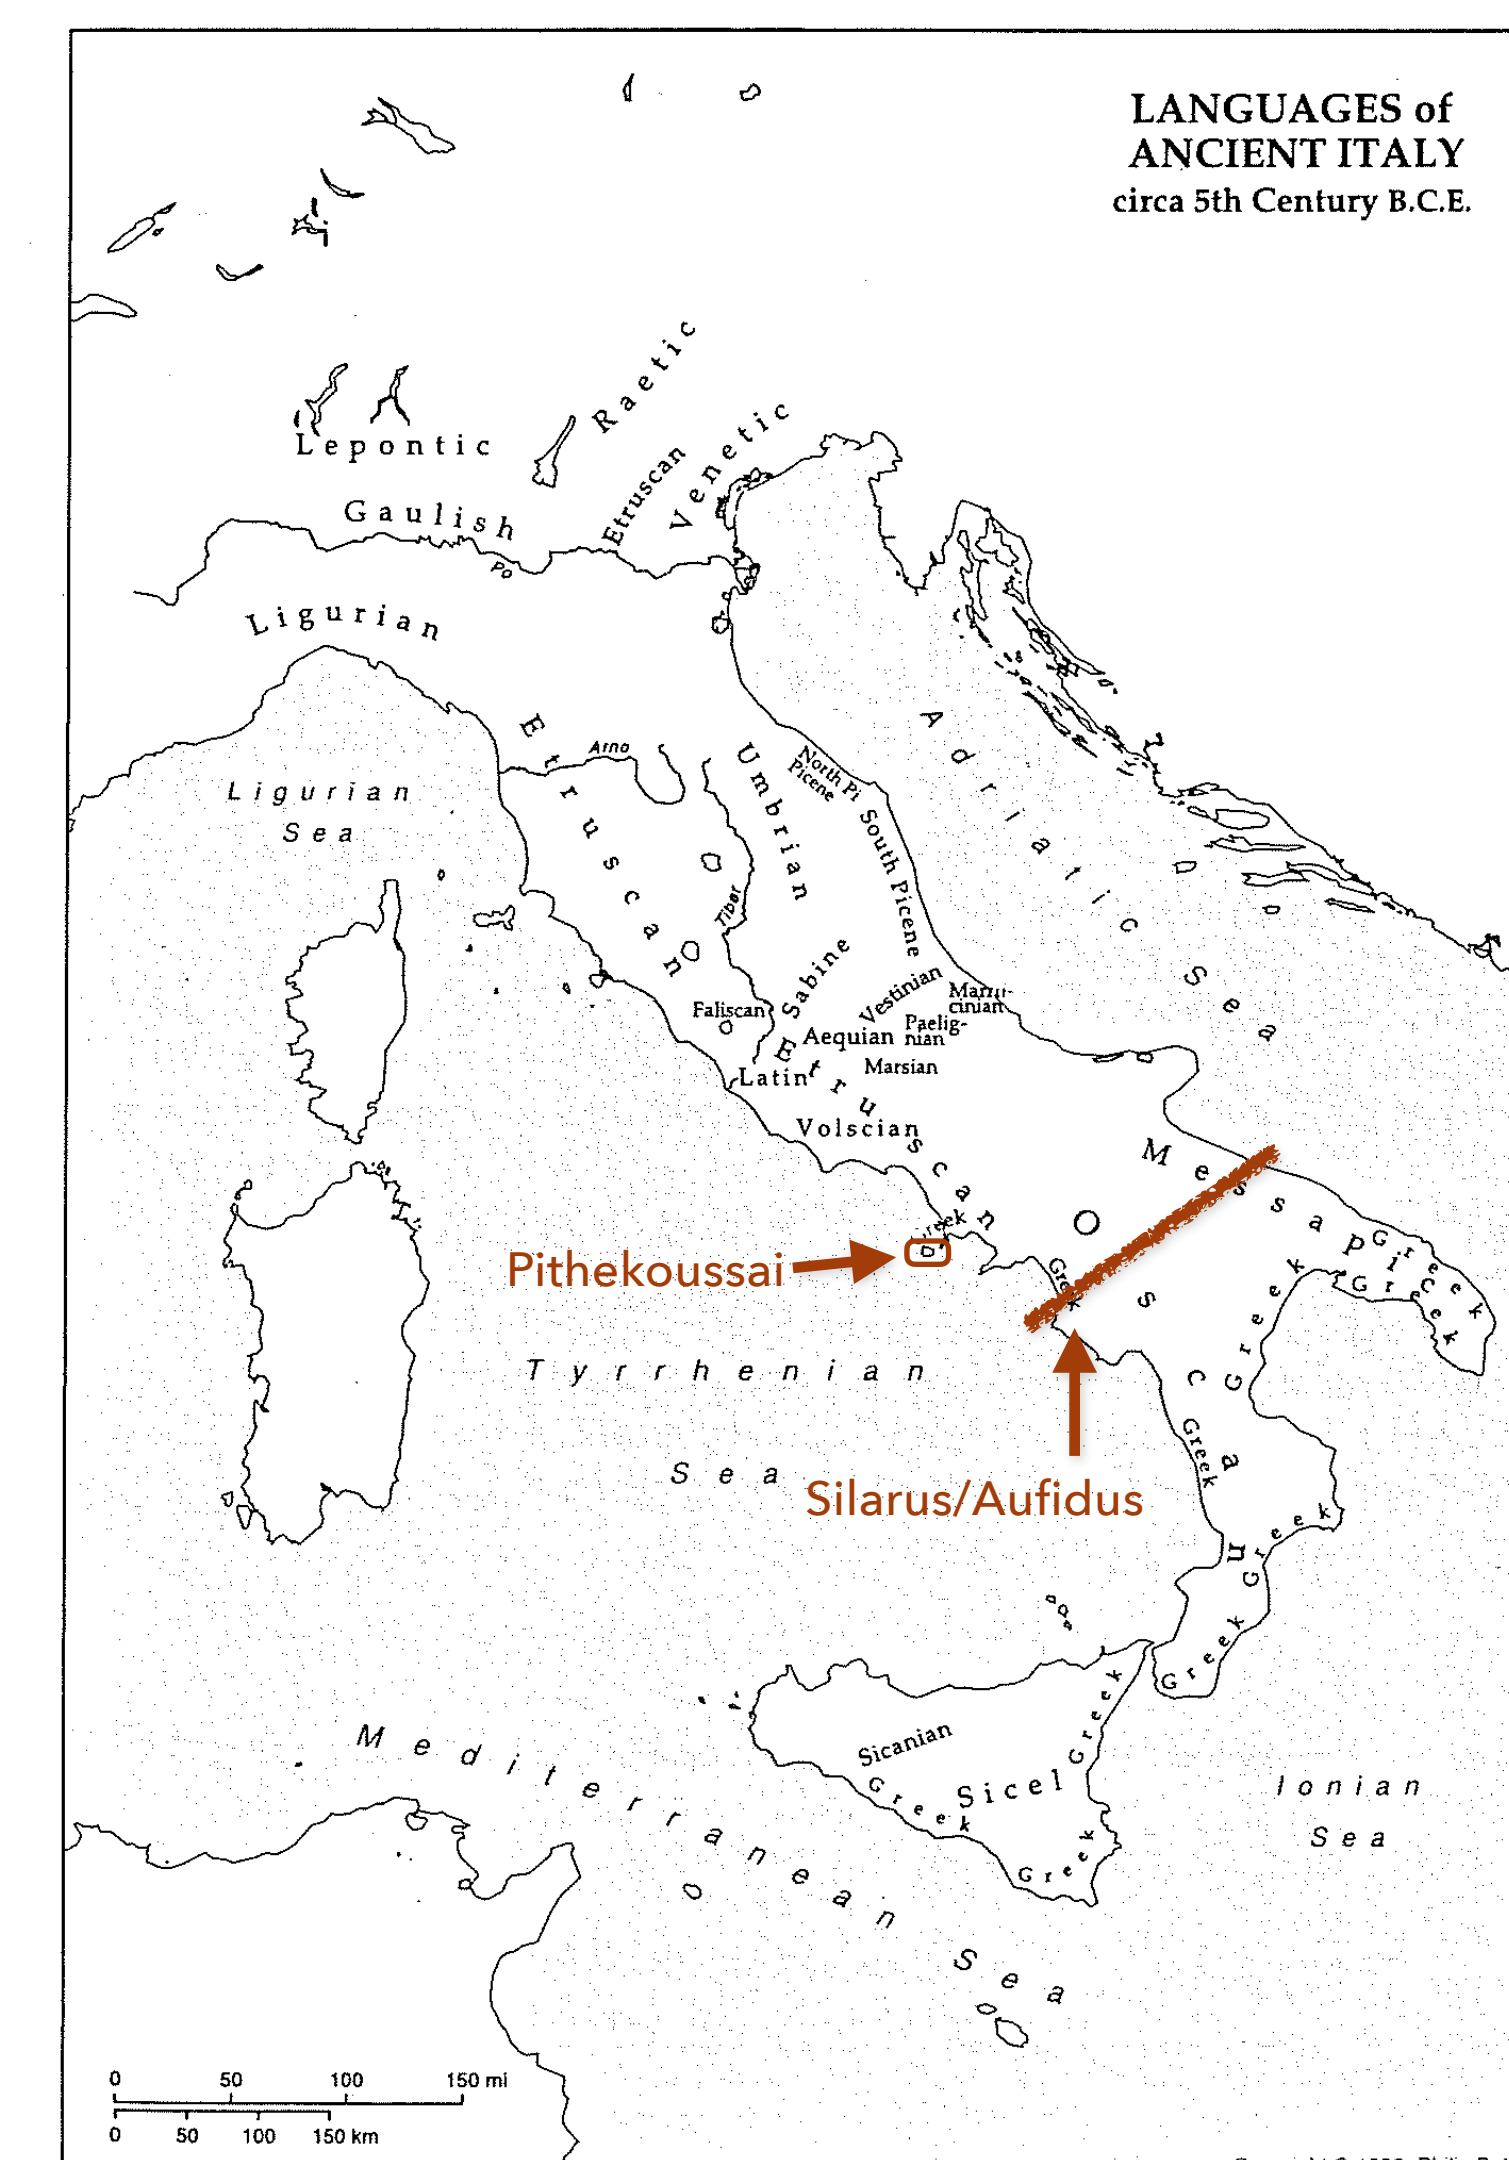 LANGUAGES of
ANCIENT ITALY
circa 5th Century B.C.E.
Raetic
Lepontic
Etruscan
Venetic
Gaulish
Po
Ligurian
Etruscan
Arno
Umbrian
North Pi
Picene
South Picene
Adriatic Sea
Ligurian
Sea
Tiber
Sabine
Vestinian
Faliscan
Aequian
Paelig-
nian
Marsian
Latin
Etruscan
Volscian
Messapic
Oscan
Greek
Greek
Greek
Greek
Pithekoussai
Greek
Tyrrhenian
Sea
Silarus/Aufidus
Greek
Greek
Greek
Sicanian
Sicel
Greek
Greek
Greek
Mediterranean Sea
Ionian
Sea
0 50 100 150 mi
0 50 100 150 km